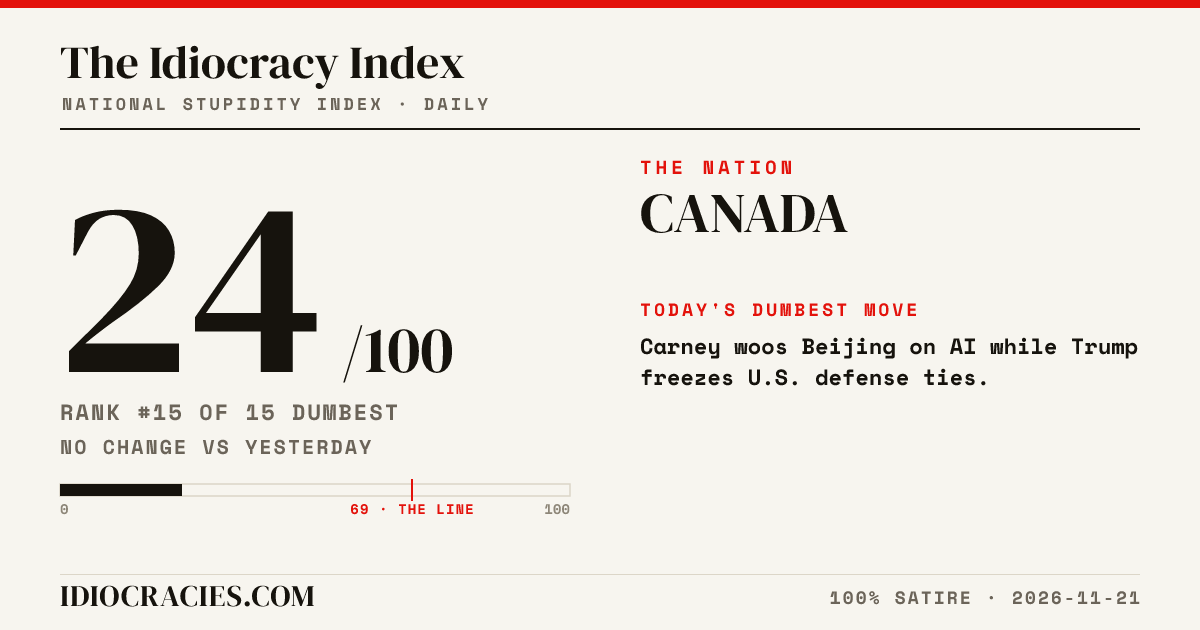 The Idiocracy Index
NATIONAL STUPIDITY INDEX · DAILY
24 /100
RANK #15 OF 15 DUMBEST
NO CHANGE VS YESTERDAY
0
69 · THE LINE
100
THE NATION
CANADA
TODAY'S DUMBEST MOVE
Carney woos Beijing on AI while Trump
freezes U.S. defense ties.
IDIOCRACIES.COM
100% SATIRE · 2026-11-21